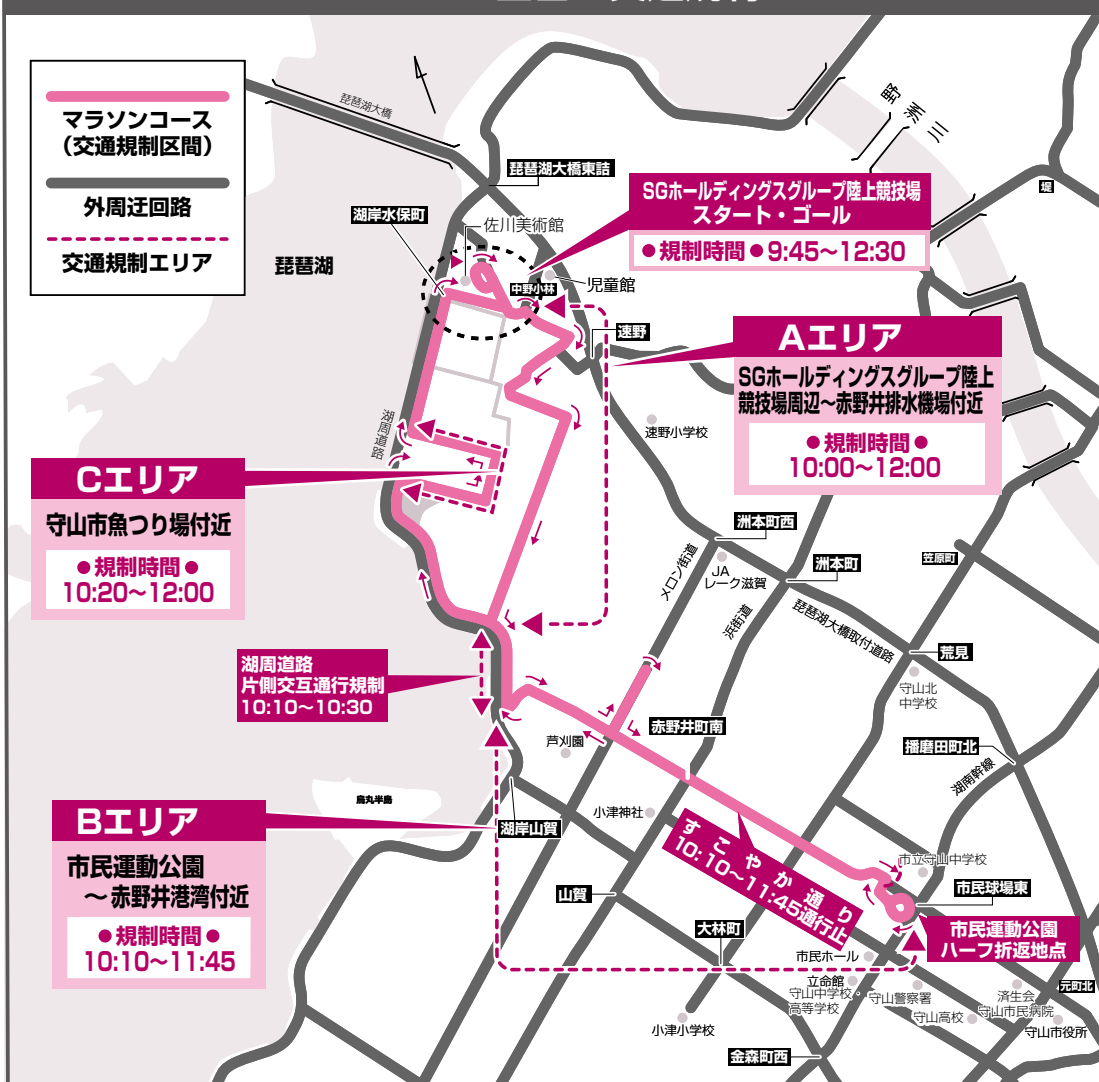 マラソンコース
（交通規制区間）
外周迂回路
交通規制エリア
琵琶湖大橋
野洲川
琵琶湖大橋東詰
堤
SGホールディングスグループ陸上競技場
スタート・ゴール
●規制時間●9:45〜12:30
湖岸水保町
佐川美術館
琵琶湖
中野小林
児童館
速野
Aエリア
SGホールディングスグループ陸上
競技場周辺〜赤野井排水機場付近
●規制時間●
10:00〜12:00
湖周道路
速野小学校
Cエリア
守山市魚つり場付近
●規制時間●
10:20〜12:00
洲本町西
メロン街道
JA
レーク滋賀
洲本町
笠原町
浜街道
琵琶湖大橋取付道路
荒見
守山北
中学校
湖周道路
片側交互通行規制
10:10〜10:30
赤野井町南
芦刈園
播磨田町北
湖南幹線
烏丸半島
小津神社
湖岸山賀
Bエリア
市民運動公園
〜赤野井港湾付近
●規制時間●
10:10〜11:45
すこやか通り
10:10〜11:45通行止
市立守山中学校
市民球場東
山賀
大林町
市民運動公園
ハーフ折返地点
市民ホール
立命館
守山中学校・
高等学校
守山警察署
済生会
守山市民病院
元町北
小津小学校
守山高校
守山市役所
金森町西